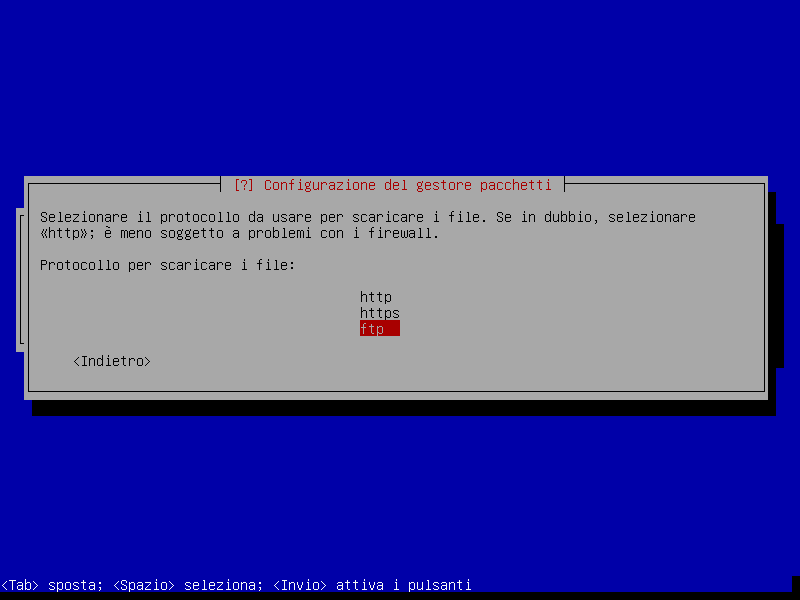 [?] Configurazione del gestore pacchetti
Selezionare il protocollo da usare per scaricare i file. Se in dubbio, selezionare
«http»; è meno soggetto a problemi con i firewall.
Protocollo per scaricare i file:
http
https
ftp
<Indietro>
<Tab> sposta; <Spazio> seleziona; <Invio> attiva i pulsanti